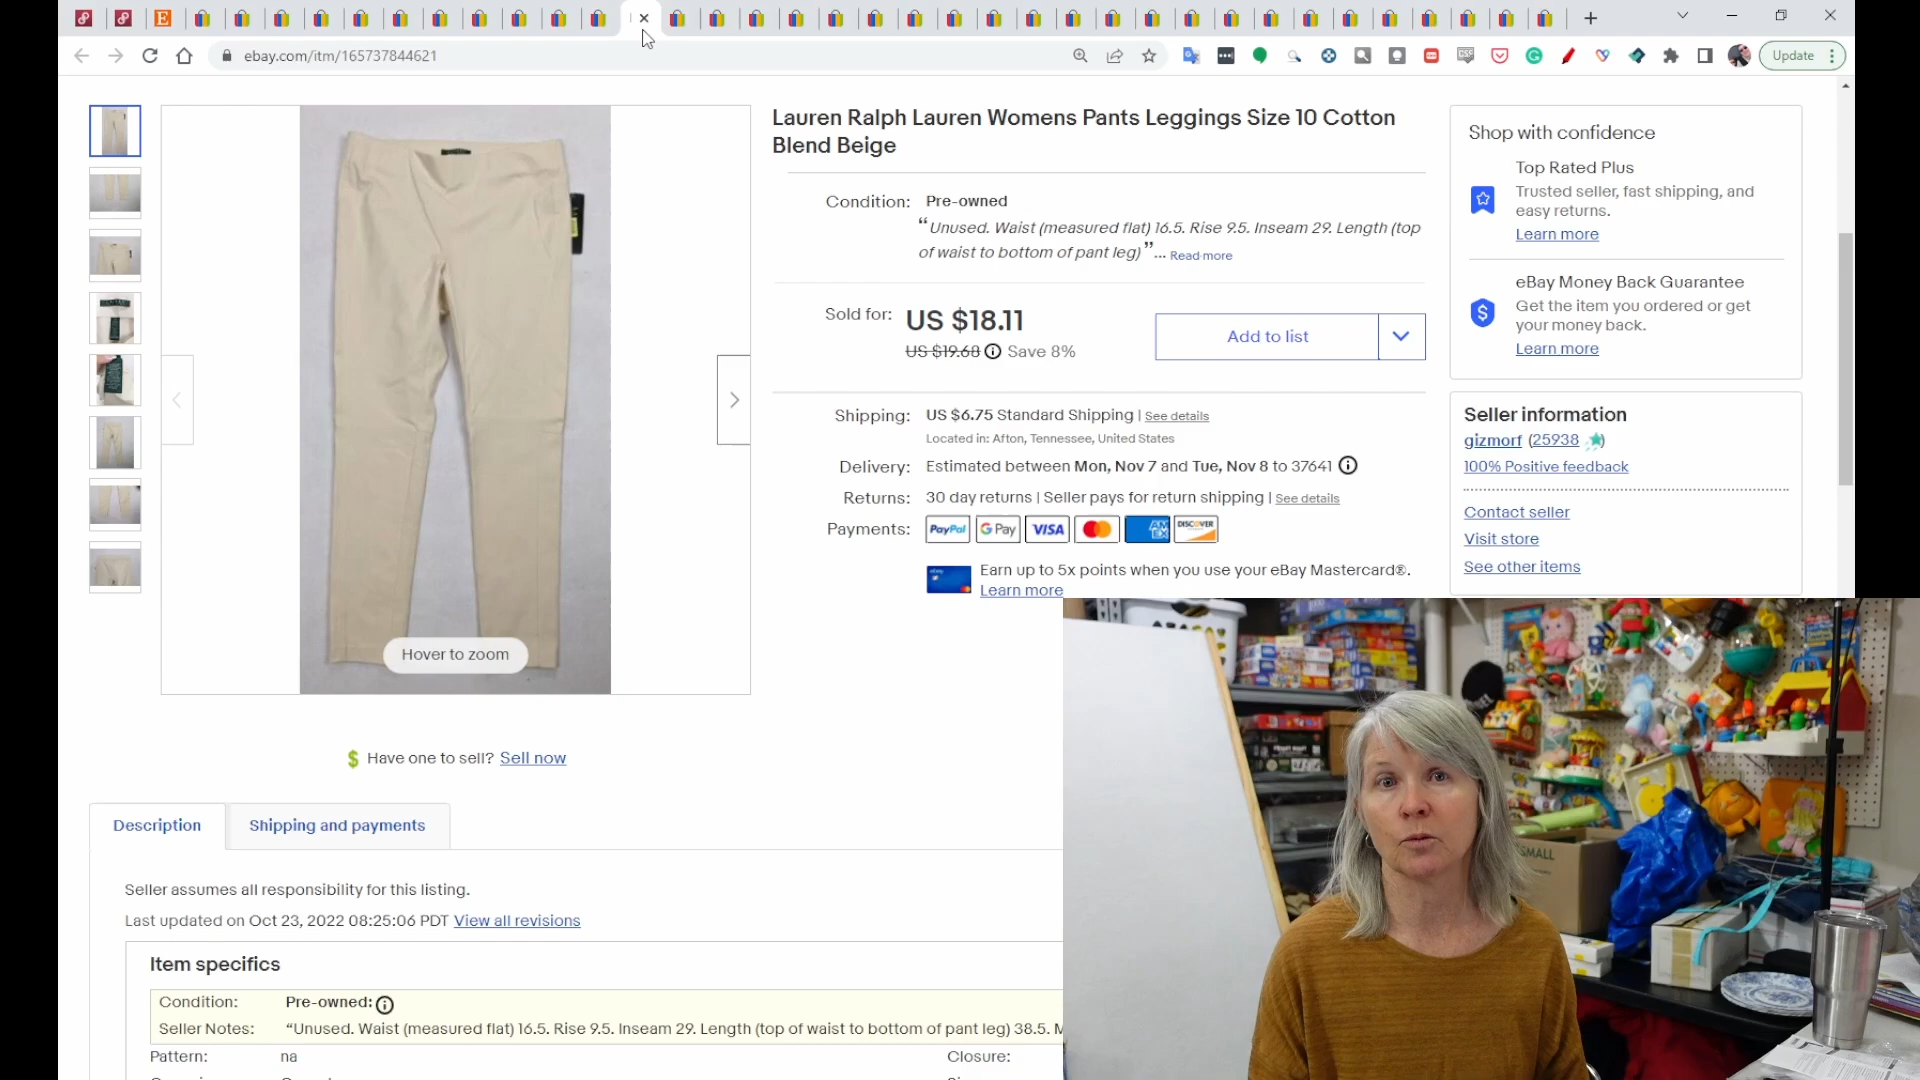 ebay.com/itm/165737844621
Update
Lauren Ralph Lauren Womens Pants Leggings Size 10 Cotton
Blend Beige
Condition: Pre-owned
“Unused. Waist (measured flat) 16.5. Rise 9.5. Inseam 29. Length (top
of waist to bottom of pant leg)”... Read more
Sold for: US $18.11
US $19.68 Save 8%
Add to list
Shipping: US $6.75 Standard Shipping | See details
Located in: Afton, Tennessee, United States
Delivery: Estimated between Mon, Nov 7 and Tue, Nov 8 to 37641
Returns: 30 day returns | Seller pays for return shipping | See details
Payments: PayPal G Pay VISA AM EX DISCOVER
Earn up to 5x points when you use your eBay Mastercard®.
Learn more
Shop with confidence
Top Rated Plus
Trusted seller, fast shipping, and
easy returns.
Learn more
eBay Money Back Guarantee
Get the item you ordered or get
your money back.
Learn more
Seller information
gizmorf (25938)
100% Positive feedback
Contact seller
Visit store
See other items
Hover to zoom
Have one to sell? Sell now
Description
Shipping and payments
Seller assumes all responsibility for this listing.
Last updated on Oct 23, 2022 08:25:06 PDT View all revisions
Item specifics
Condition: Pre-owned:
Seller Notes: “Unused. Waist (measured flat) 16.5. Rise 9.5. Inseam 29. Length (top of waist to bottom of pant leg) 38.5. M
Pattern: na
Closure:
SMALL